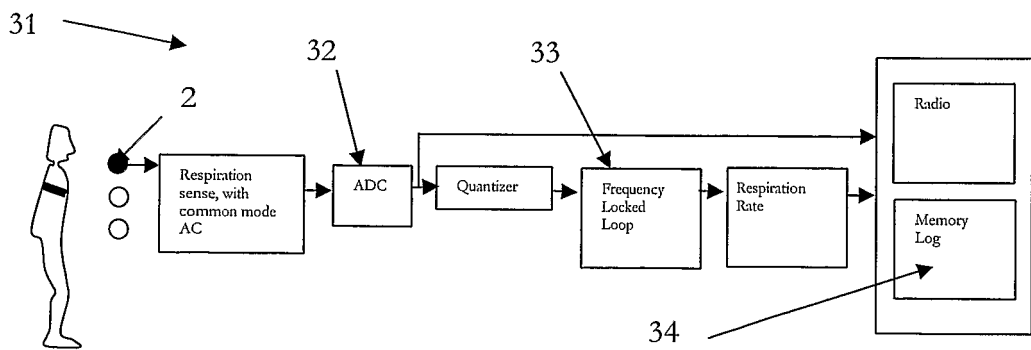 31
32
33
2
Radio
Respiration
sense, with
common mode
AC
ADC
Quantizer
Frequency
Locked
Loop
Respiration
Rate
Memory
Log
34